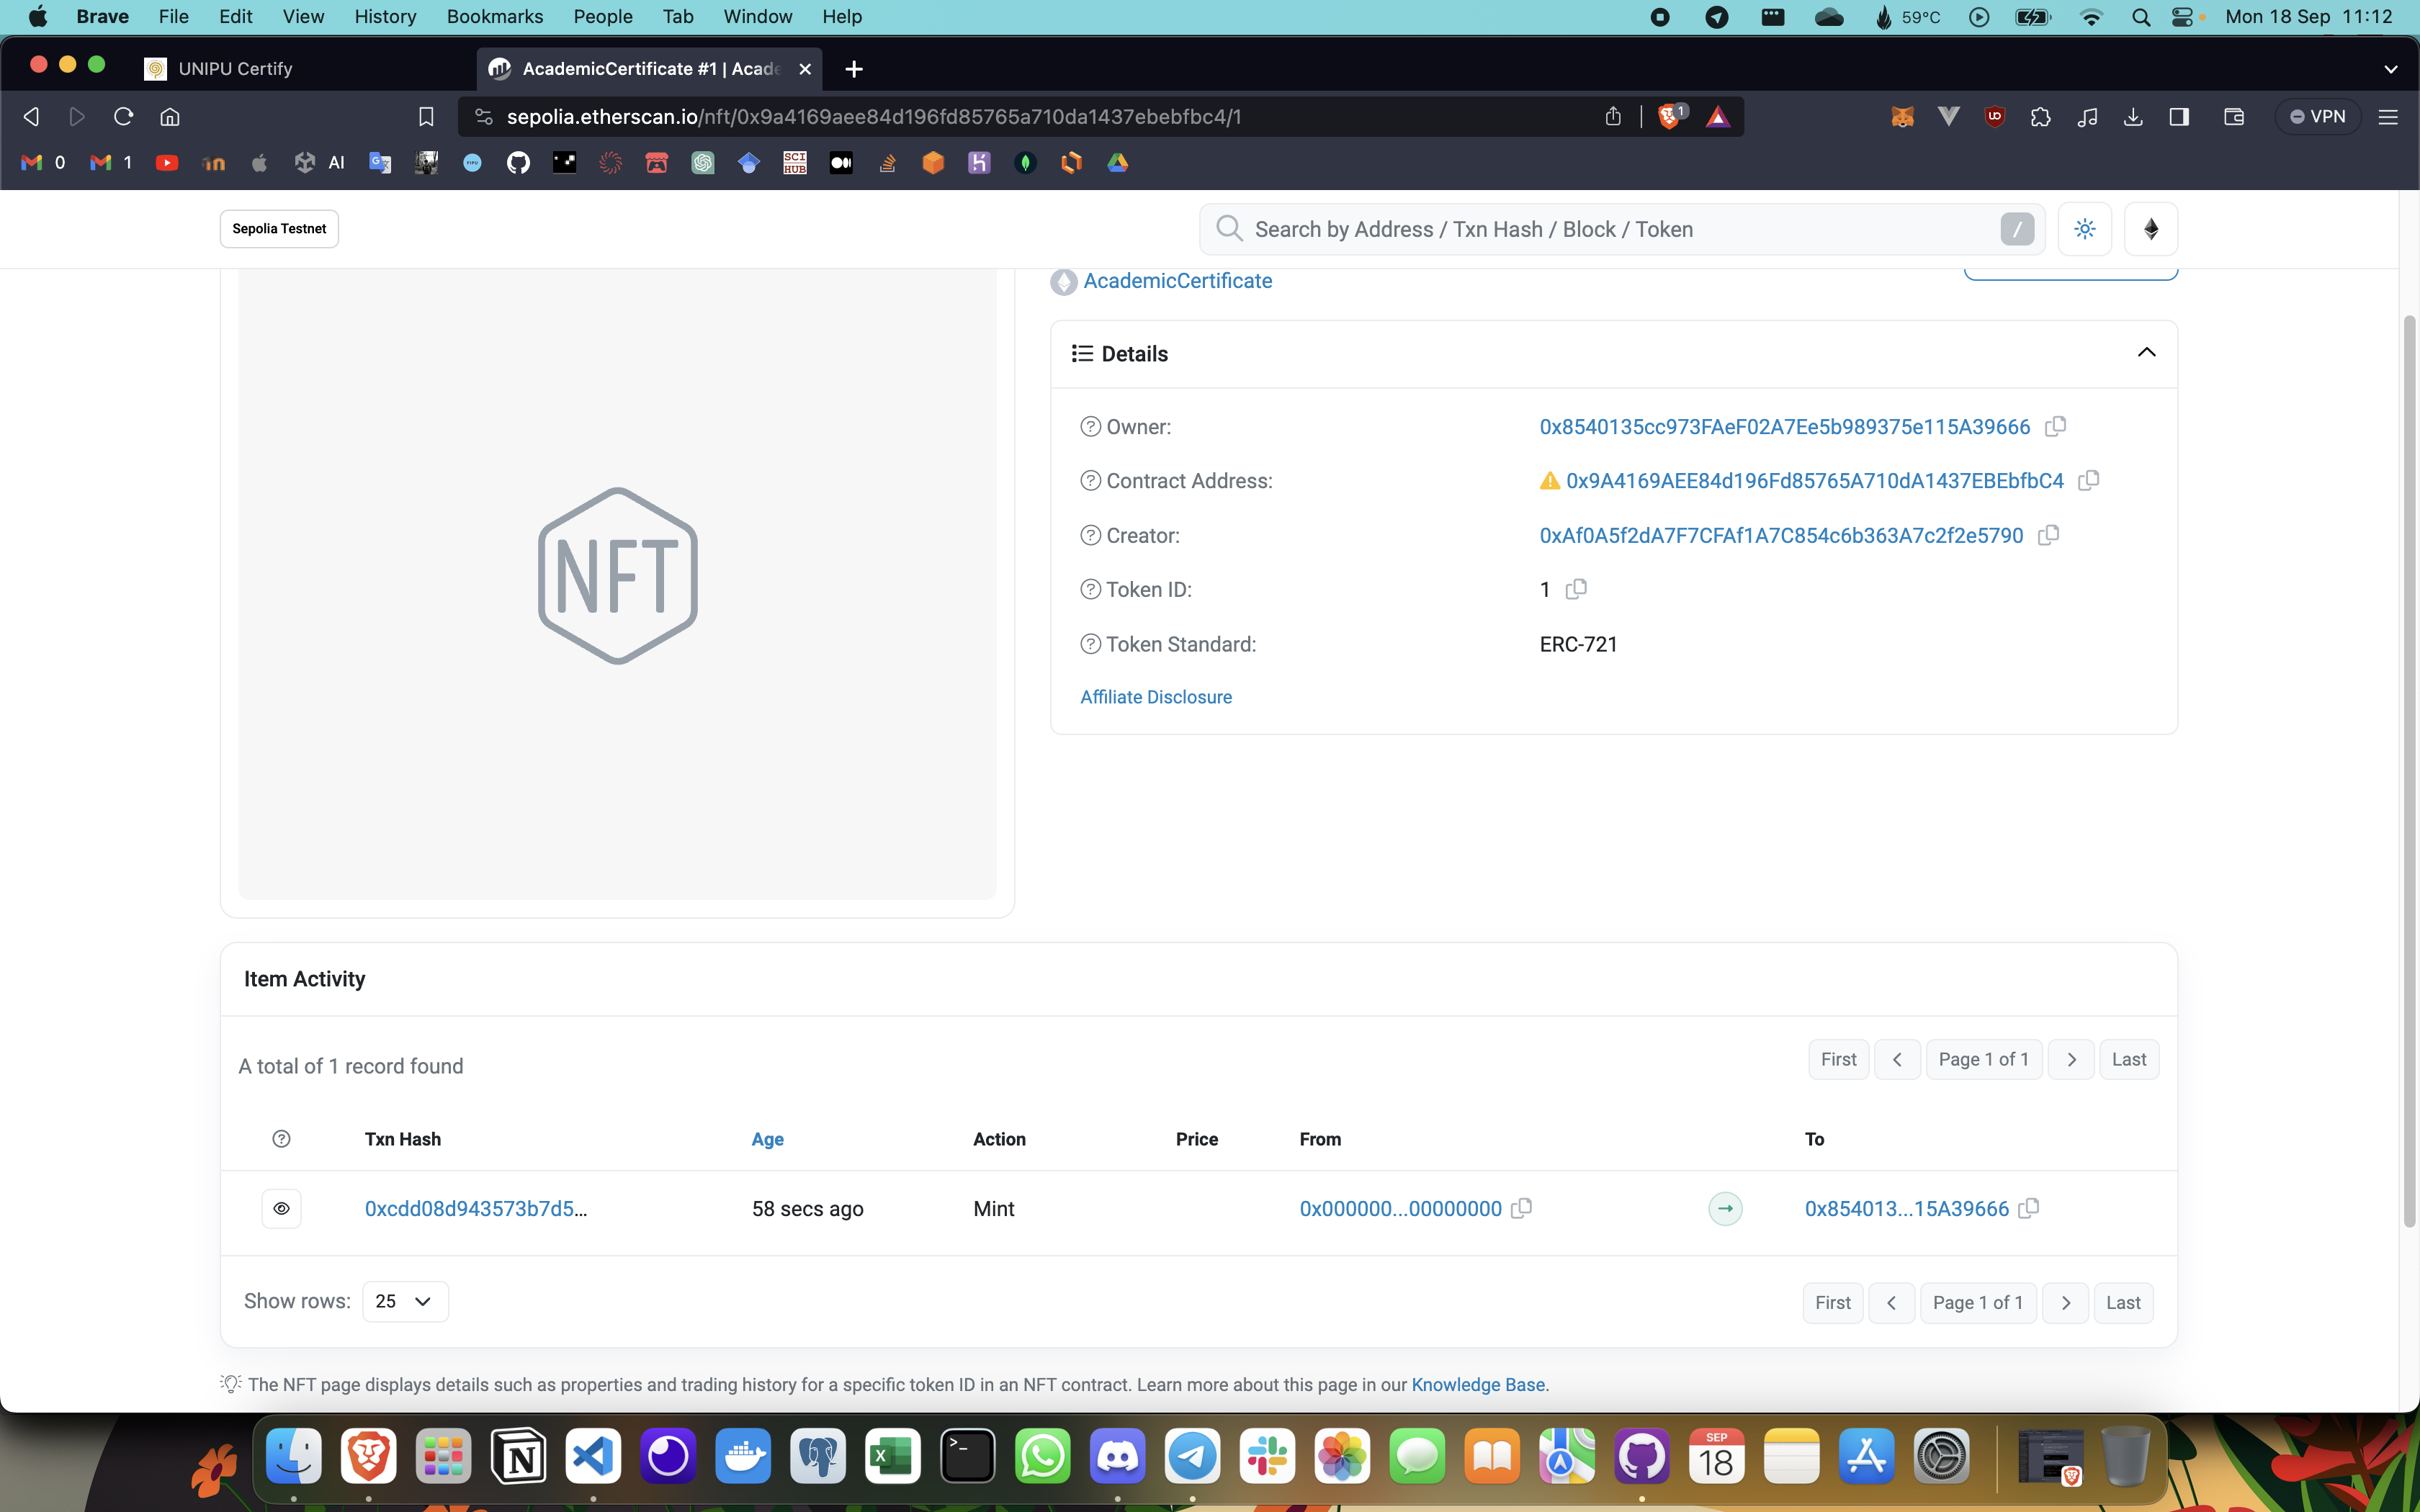 Brave File Edit View History Bookmarks People Tab Window Help 59°C Mon 18 Sep 11:12
UNIPU Certify AcademicCertificate #1 | Acade
sepolia.etherscan.io/nft/0x9a4169aee84d196fd85765a710da1437ebebfbc4/1 1 VPN
0 1 AI SCI HUB
Sepolia Testnet Search by Address / Txn Hash / Block / Token /
AcademicCertificate
Details
Owner: 0x8540135cc973FAeF02A7Ee5b989375e115A39666
Contract Address: 0x9A4169AEE84d196Fd85765A710dA1437EBEbfbC4
Creator: 0xAf0A5f2dA7F7CFAf1A7C854c6b363A7c2f2e5790
NFT
Token ID: 1
Token Standard: ERC-721
Affiliate Disclosure
Item Activity
A total of 1 record found First Page 1 of 1 Last
Txn Hash Age Action Price From To
0xcdd08d943573b7d5... 58 secs ago Mint 0x000000...00000000 0x854013...15A39666
Show rows: 25 First Page 1 of 1 Last
The NFT page displays details such as properties and trading history for a specific token ID in an NFT contract. Learn more about this page in our Knowledge Base.
SEP
18